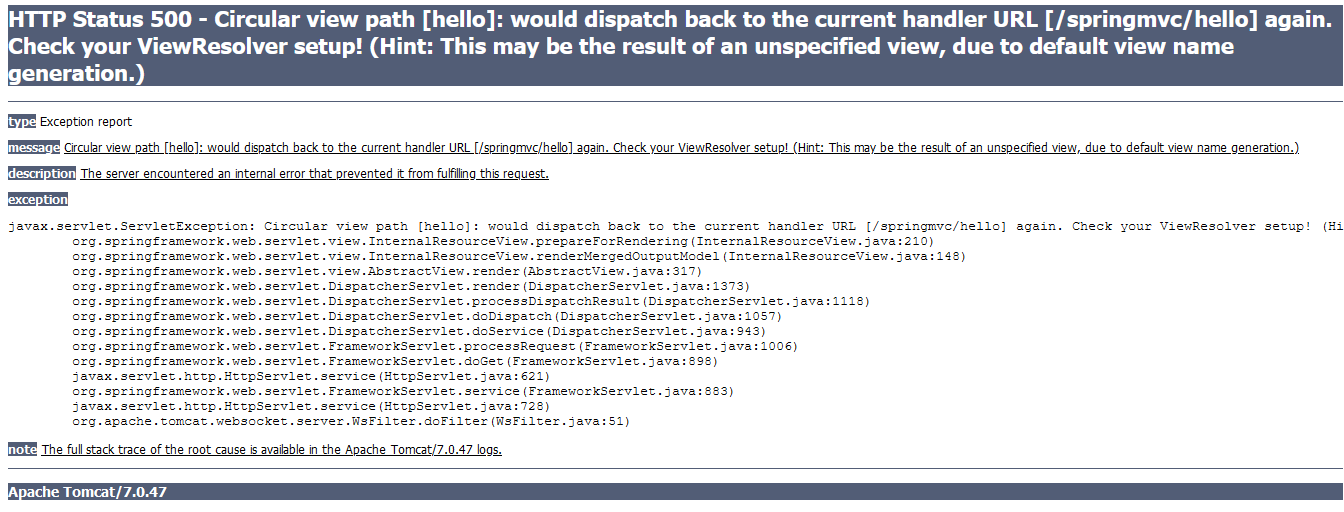 HTTP Status 500 - Circular view path [hello]: would dispatch back to the current handler URL [/springmvc/hello] again.
Check your ViewResolver setup! (Hint: This may be the result of an unspecified view, due to default view name
generation.)
type Exception report
message Circular view path [hello]: would dispatch back to the current handler URL [/springmvc/hello] again. Check your ViewResolver setup! (Hint: This may be the result of an unspecified view, due to default view name generation.)
description The server encountered an internal error that prevented it from fulfilling this request.
exception
javax.servlet.ServletException: Circular view path [hello]: would dispatch back to the current handler URL [/springmvc/hello] again. Check your ViewResolver setup! (Hi
org.springframework.web.servlet.view.InternalResourceView.prepareForRendering(InternalResourceView.java:210)
org.springframework.web.servlet.view.InternalResourceView.renderMergedOutputModel(InternalResourceView.java:148)
org.springframework.web.servlet.view.AbstractView.render(AbstractView.java:317)
org.springframework.web.servlet.DispatcherServlet.render(DispatcherServlet.java:1373)
org.springframework.web.servlet.DispatcherServlet.processDispatchResult(DispatcherServlet.java:1118)
org.springframework.web.servlet.DispatcherServlet.doDispatch(DispatcherServlet.java:1057)
org.springframework.web.servlet.DispatcherServlet.doService(DispatcherServlet.java:943)
org.springframework.web.servlet.FrameworkServlet.processRequest(FrameworkServlet.java:1006)
org.springframework.web.servlet.FrameworkServlet.doGet(FrameworkServlet.java:898)
javax.servlet.http.HttpServlet.service(HttpServlet.java:621)
org.springframework.web.servlet.FrameworkServlet.service(FrameworkServlet.java:883)
javax.servlet.http.HttpServlet.service(HttpServlet.java:728)
org.apache.tomcat.websocket.server.WsFilter.doFilter(WsFilter.java:51)
note The full stack trace of the root cause is available in the Apache Tomcat/7.0.47 logs.
Apache Tomcat/7.0.47